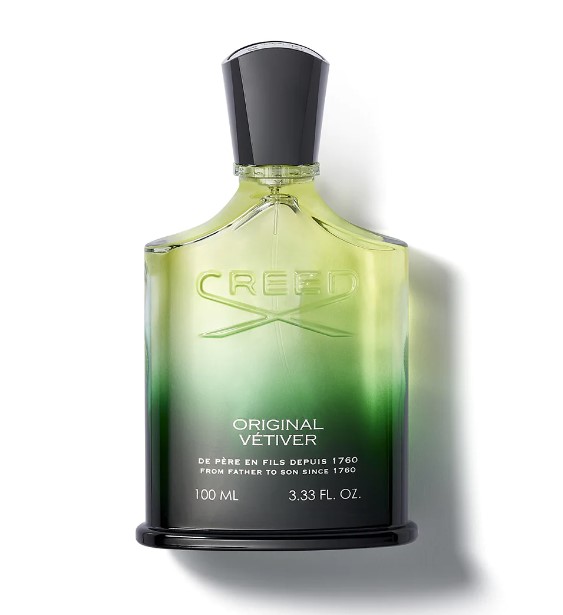 CREED
ORIGINAL
VÉTIVER
DE PÈRE EN FILS DEPUIS 1760
FROM FATHER TO SON SINCE 1760
100 ML 3.33 FL. OZ.